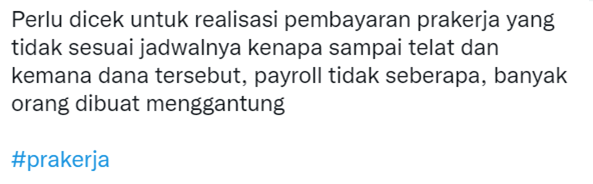 Perlu dicek untuk realisasi pembayaran prakerja yang
tidak sesuai jadwalnya kenapa sampai telat dan
kemana dana tersebut, payroll tidak seberapa, banyak
orang dibuat menggantung
#prakerja